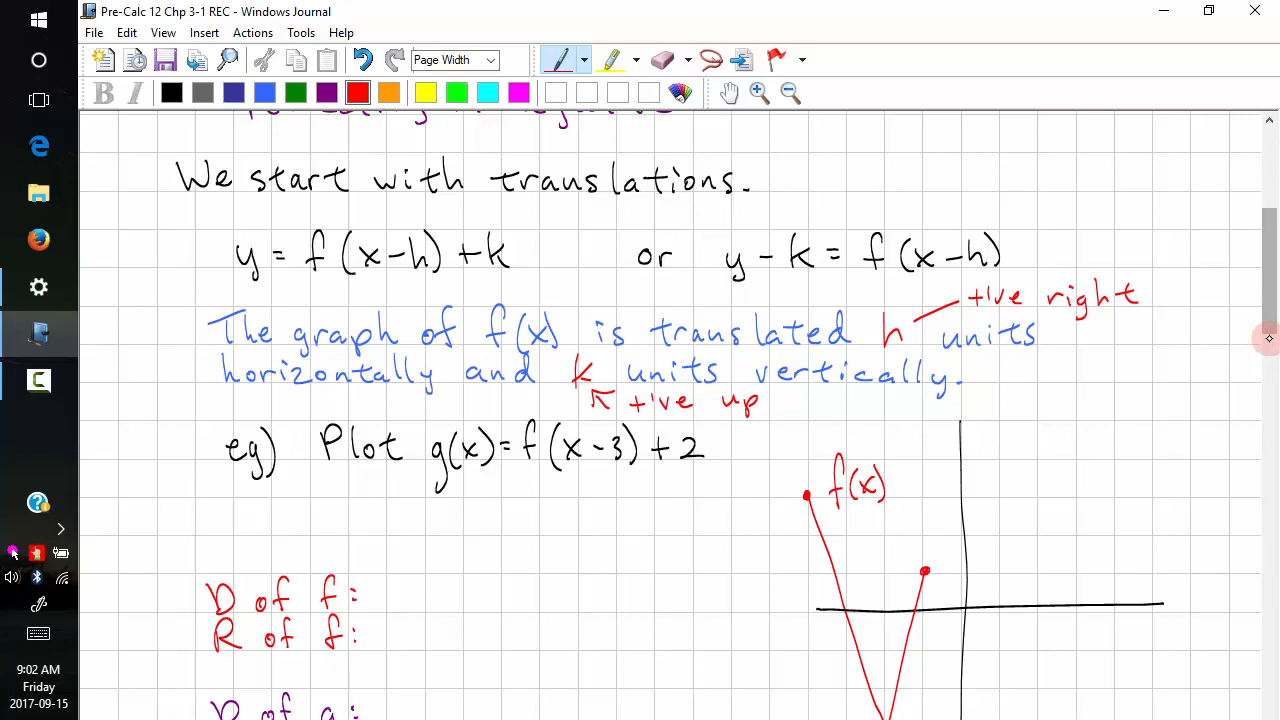 Pre-Calc 12 Chp 3-1 REC - Windows Journal
File Edit View Insert Actions Tools Help
Page Width
B I
We start with translations.
y = f(x-h)+k or y-k = f(x-h)
+'ve right
The graph of f(x) is translated h units
horizontally and k units vertically.
+'ve up
eg) Plot g(x)=f(x-3)+2
f(x)
D of f:
R of f:
D of g:
9:02 AM
Friday
2017-09-15